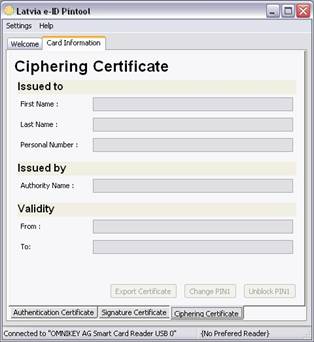 Latvia e-ID Pintool
Settings Help
Welcome Card Information
Ciphering Certificate
Issued to
First Name :
Last Name :
Personal Number :
Issued by
Authority Name :
Validity
From :
To:
Export Certificate Change PIN1 Unblock PIN1
Authentication Certificate Signature Certificate Ciphering Certificate
Connected to "OMNIKEY AG Smart Card Reader USB 0" {No Prefered Reader}